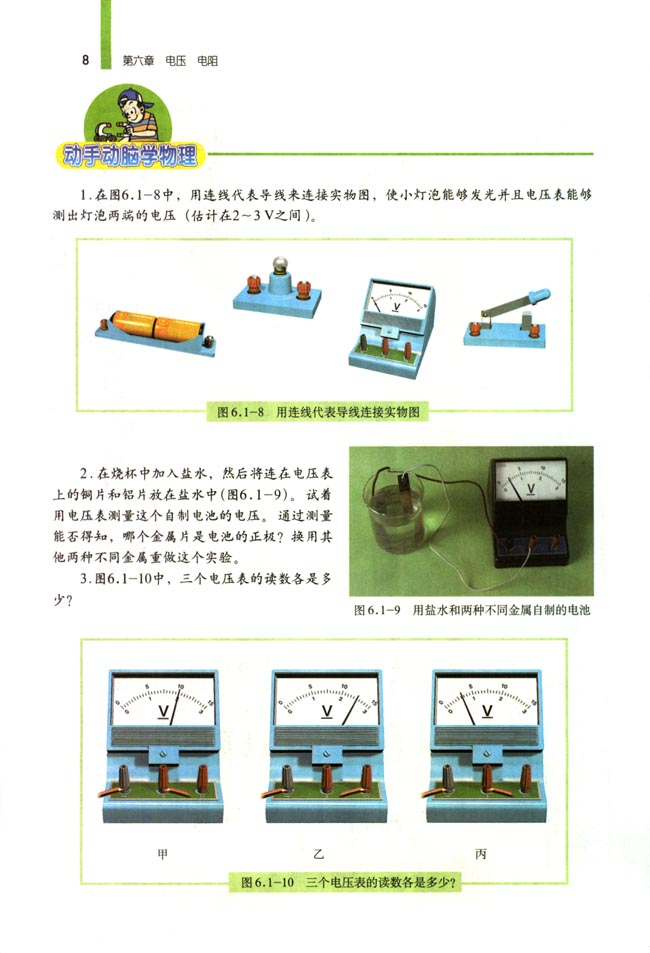 8 第六章 电压 电阻
动手动脑学物理
1.在图6.1-8中，用连线代表导线来连接实物图，使小灯泡能够发光并且电压表能够
测出灯泡两端的电压（估计在2～3 V之间）。
V
图6.1-8 用连线代表导线连接实物图
2.在烧杯中加入盐水，然后将连在电压表
上的铜片和铝片放在盐水中(图6.1-9)。试着
用电压表测量这个自制电池的电压。通过测量
能否得知，哪个金属片是电池的正极？换用其
他两种不同金属重做这个实验。
3.图6.1-10中，三个电压表的读数各是多
少？
V
图6.1-9 用盐水和两种不同金属自制的电池
0 5 10 15
0 1 2 3
V
0 5 10 15
0 1 2 3
V
0 5 10 15
0 1 2 3
V
甲 乙 丙
图6.1-10 三个电压表的读数各是多少？